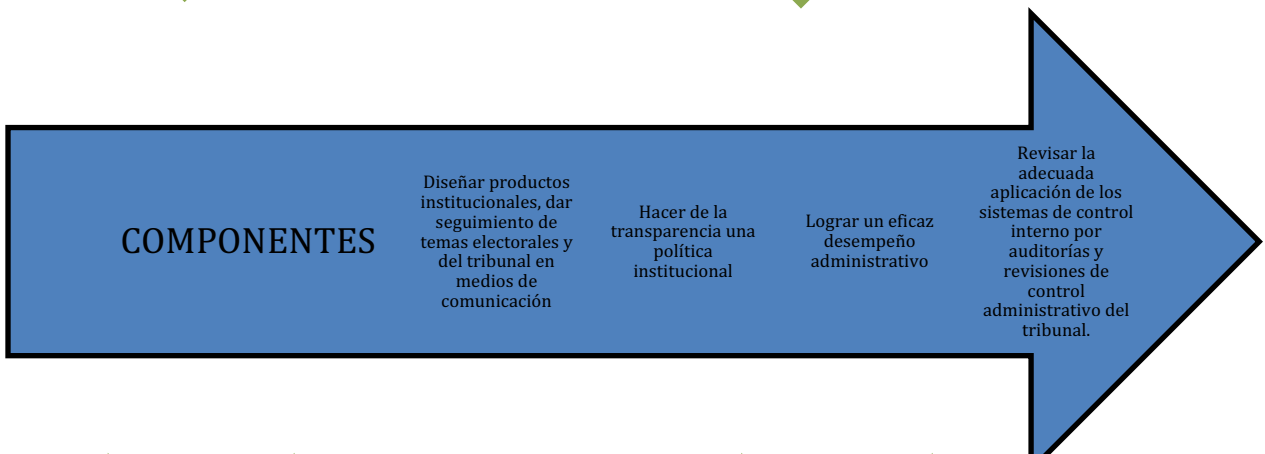 COMPONENTES
Diseñar productos
institucionales, dar
seguimiento de
temas electorales y
del tribunal en
medios de
comunicación
Hacer de la
transparencia una
política
institucional
Lograr un eficaz
desempeño
administrativo
Revisar la
adecuada
aplicación de los
sistemas de control
interno por
auditorías y
revisiones de
control
administrativo del
tribunal.